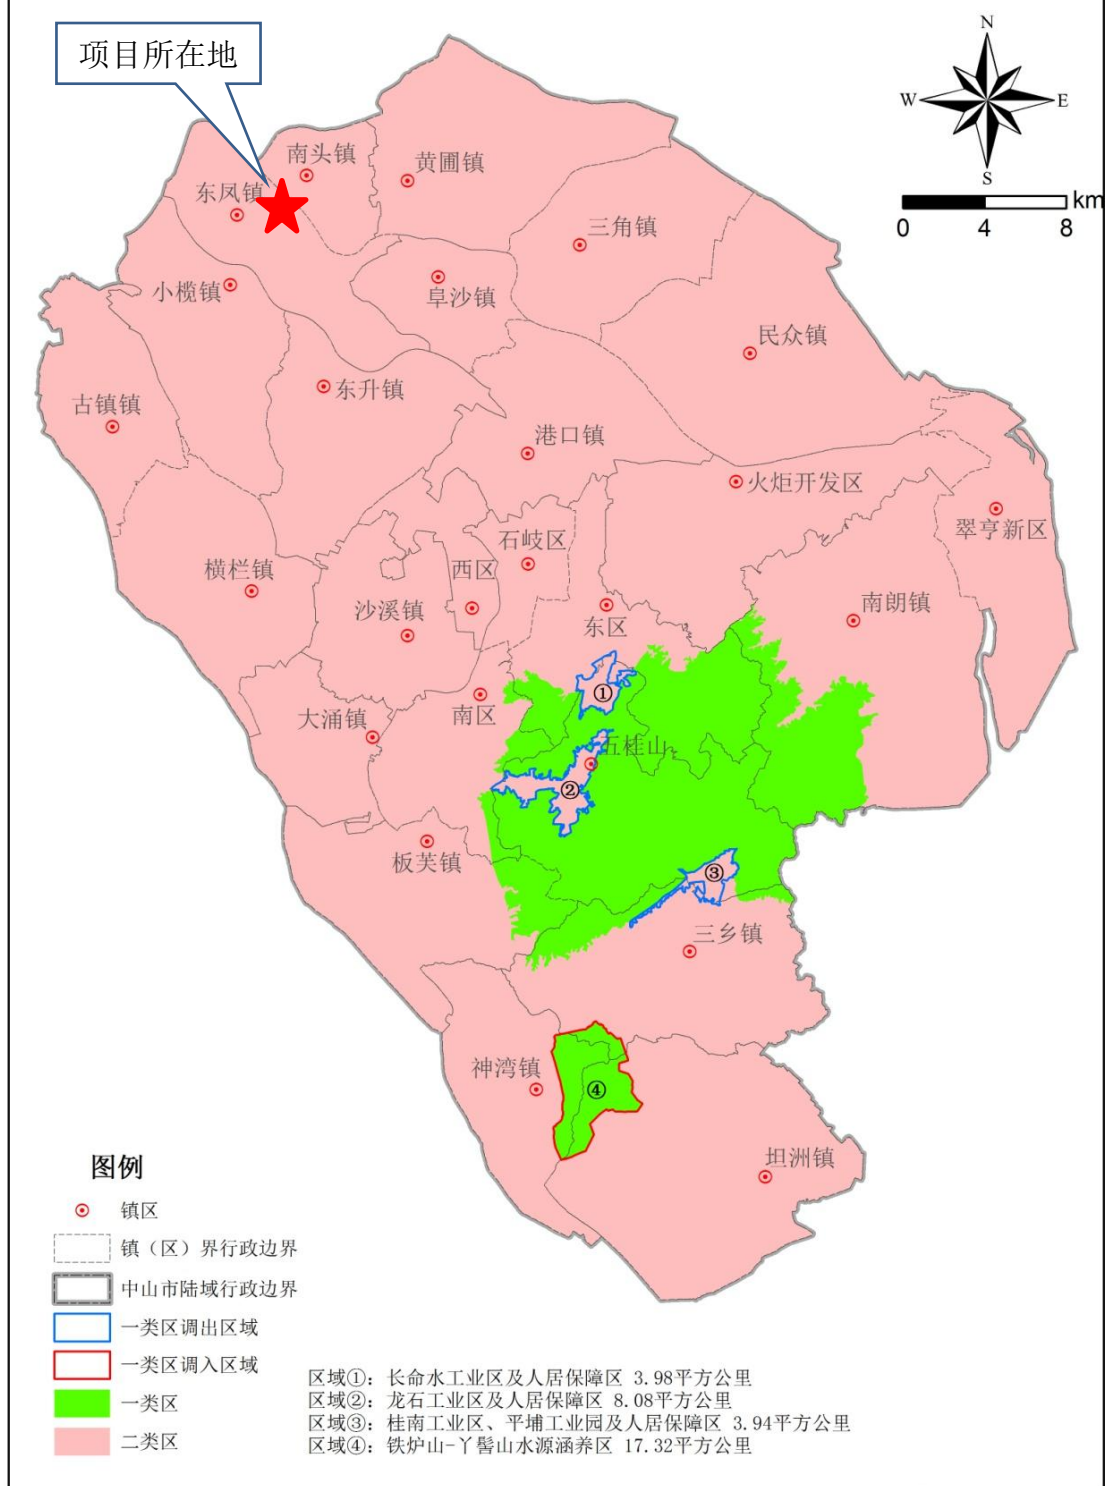 项目所在地
N
W
E
S
km
0 4 8
南头镇
黄圃镇
东凤镇
三角镇
小榄镇
阜沙镇
民众镇
东升镇
古镇镇
港口镇
火炬开发区
翠亨新区
石岐区
西区
横栏镇
沙溪镇
东区
南朗镇
①
南区
大涌镇
五桂山
②
板芙镇
③
三乡镇
神湾镇
④
坦洲镇
图例
镇区
镇（区）界行政边界
中山市陆域行政边界
一类区调出区域
一类区调入区域
一类区
二类区
区域①：长命水工业区及人居保障区 3.98平方公里
区域②：龙石工业区及人居保障区 8.08平方公里
区域③：桂南工业区、平埔工业园及人居保障区 3.94平方公里
区域④：铁炉山-丫髻山水源涵养区 17.32平方公里